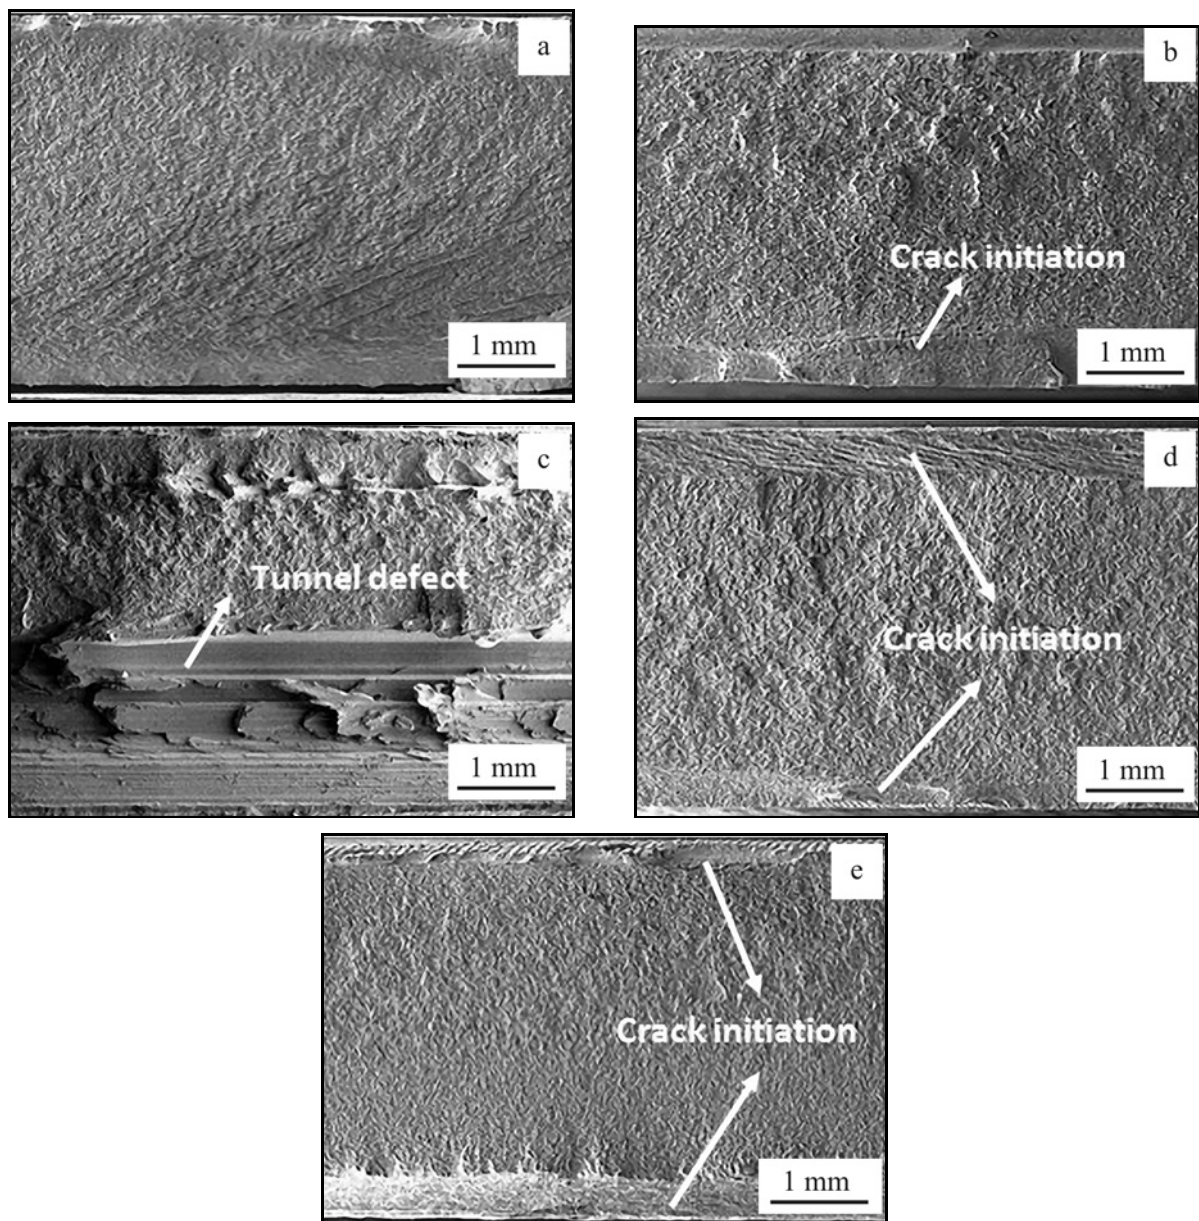 a
1 mm
b
Crack initiation
1 mm
c
Tunnel defect
1 mm
d
Crack initiation
1 mm
e
Crack initiation
1 mm